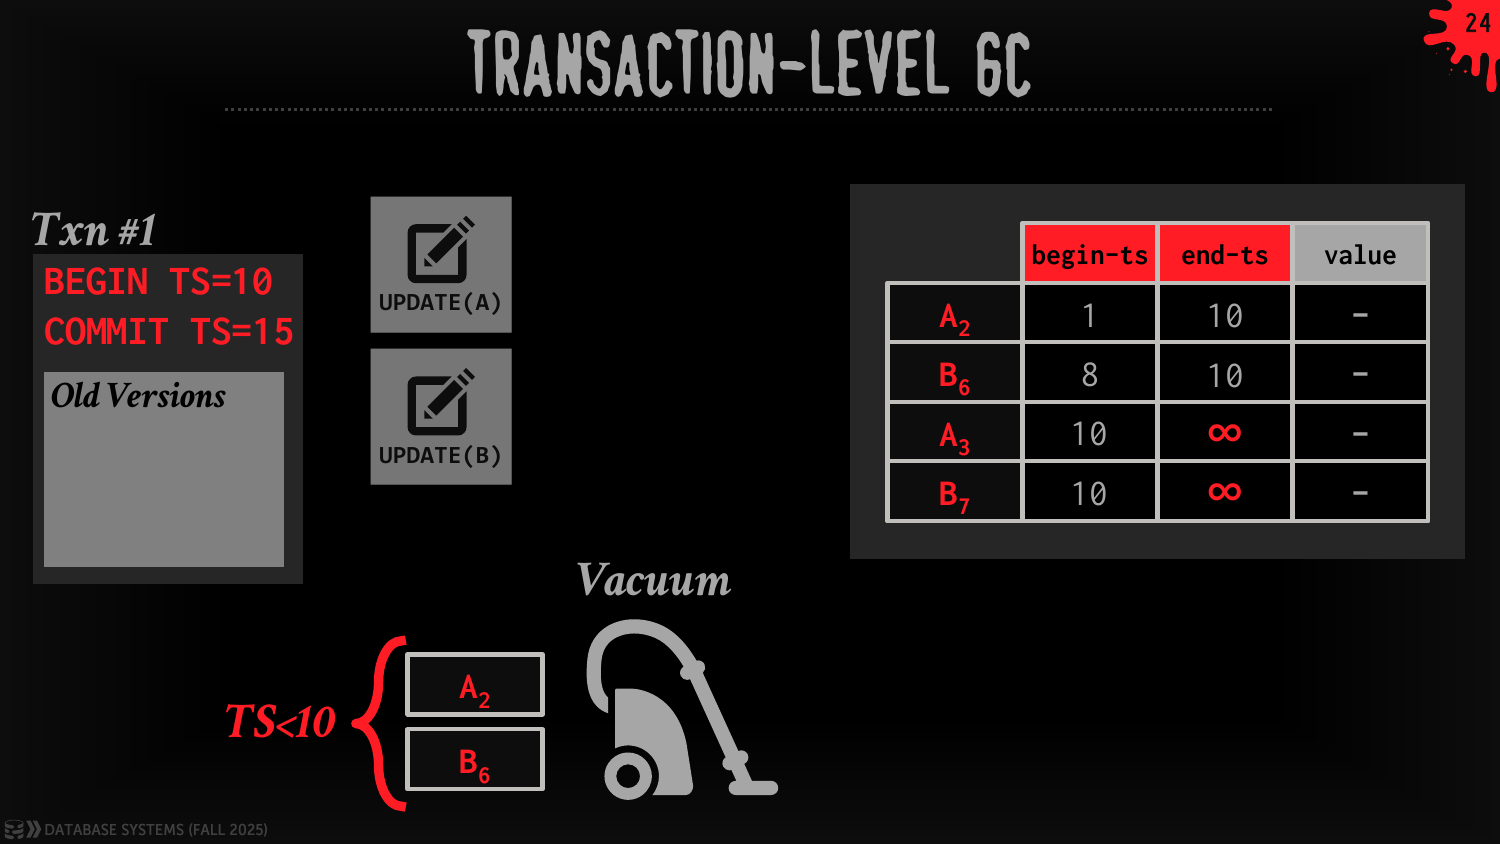 24
TRANSACTION-LEVEL GC
Txn #1
BEGIN TS=10
COMMIT TS=15
Old Versions
UPDATE(A)
UPDATE(B)
begin-ts end-ts value
A2 1 10 -
B6 8 10 -
A3 10 ∞ -
B7 10 ∞ -
Vacuum
TS<10
A2
B6
DATABASE SYSTEMS (FALL 2025)